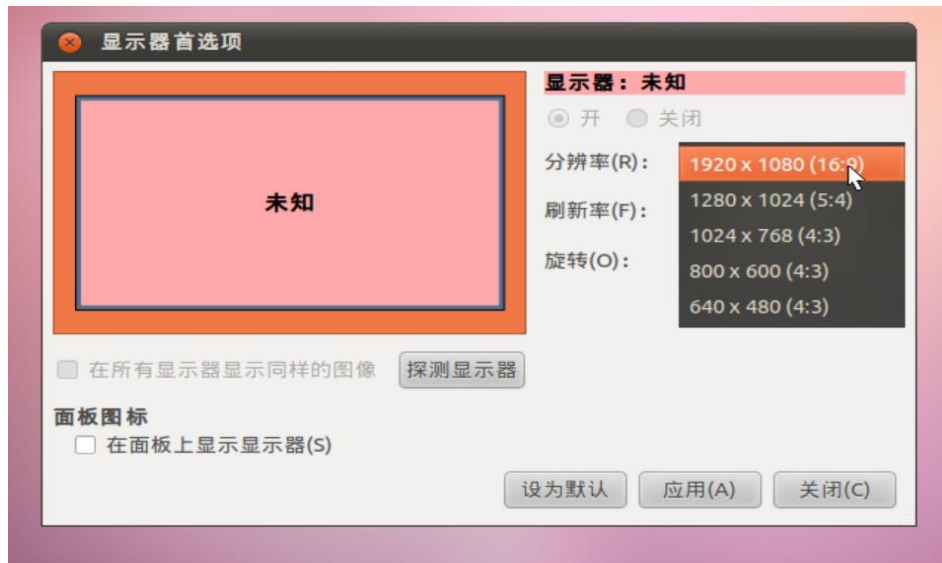 显示器首选项
显示器：未知
开 关闭
未知
分辨率(R)：
1920 x 1080 (16:9)
1280 x 1024 (5:4)
1024 x 768 (4:3)
800 x 600 (4:3)
640 x 480 (4:3)
刷新率(F)：
旋转(O)：
在所有显示器显示同样的图像 探测显示器
面板图标
在面板上显示显示器(S)
设为默认 应用(A) 关闭(C)